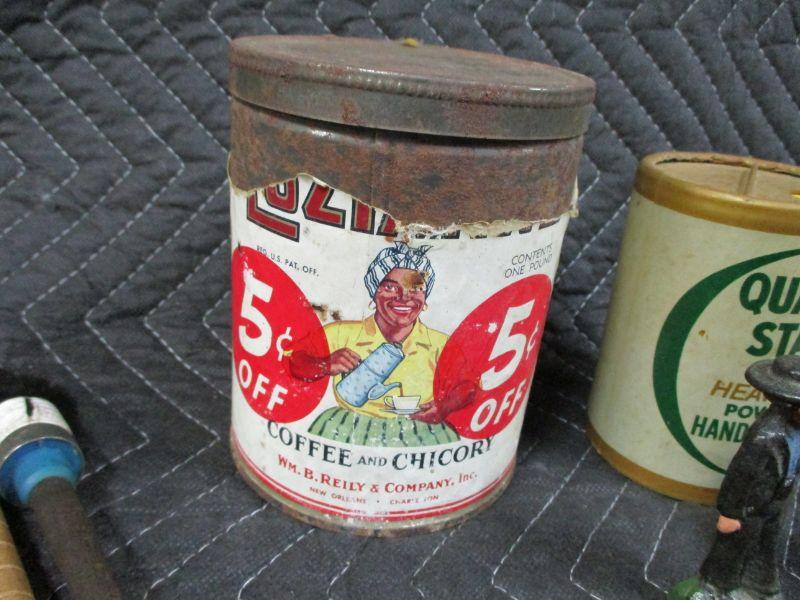 REG. U.S. PAT. OFF.
CONTENTS
ONE POUND
5¢
OFF
5¢
OFF
COFFEE AND CHICORY
WM. B. REILY & COMPANY, INC.
NEW ORLEANS
QU
ST
HEA
POW
HAND